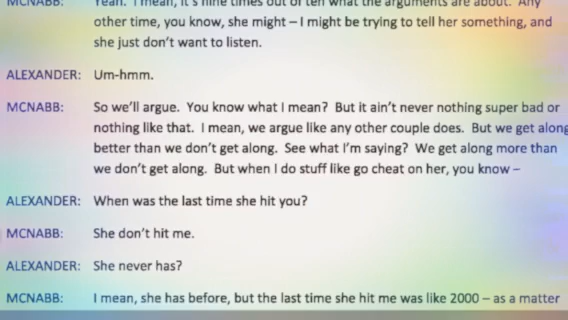 MCNABB: Yeah. I mean, it's nine times out of ten what the arguments are about. Any
other time, you know, she might – I might be trying to tell her something, and
she just don't want to listen.
ALEXANDER: Um-hmm.
MCNABB: So we'll argue. You know what I mean? But it ain't never nothing super bad or
nothing like that. I mean, we argue like any other couple does. But we get along
better than we don't get along. See what I'm saying? We get along more than
we don't get along. But when I do stuff like go cheat on her, you know –
ALEXANDER: When was the last time she hit you?
MCNABB: She don't hit me.
ALEXANDER: She never has?
MCNABB: I mean, she has before, but the last time she hit me was like 2000 – as a matter